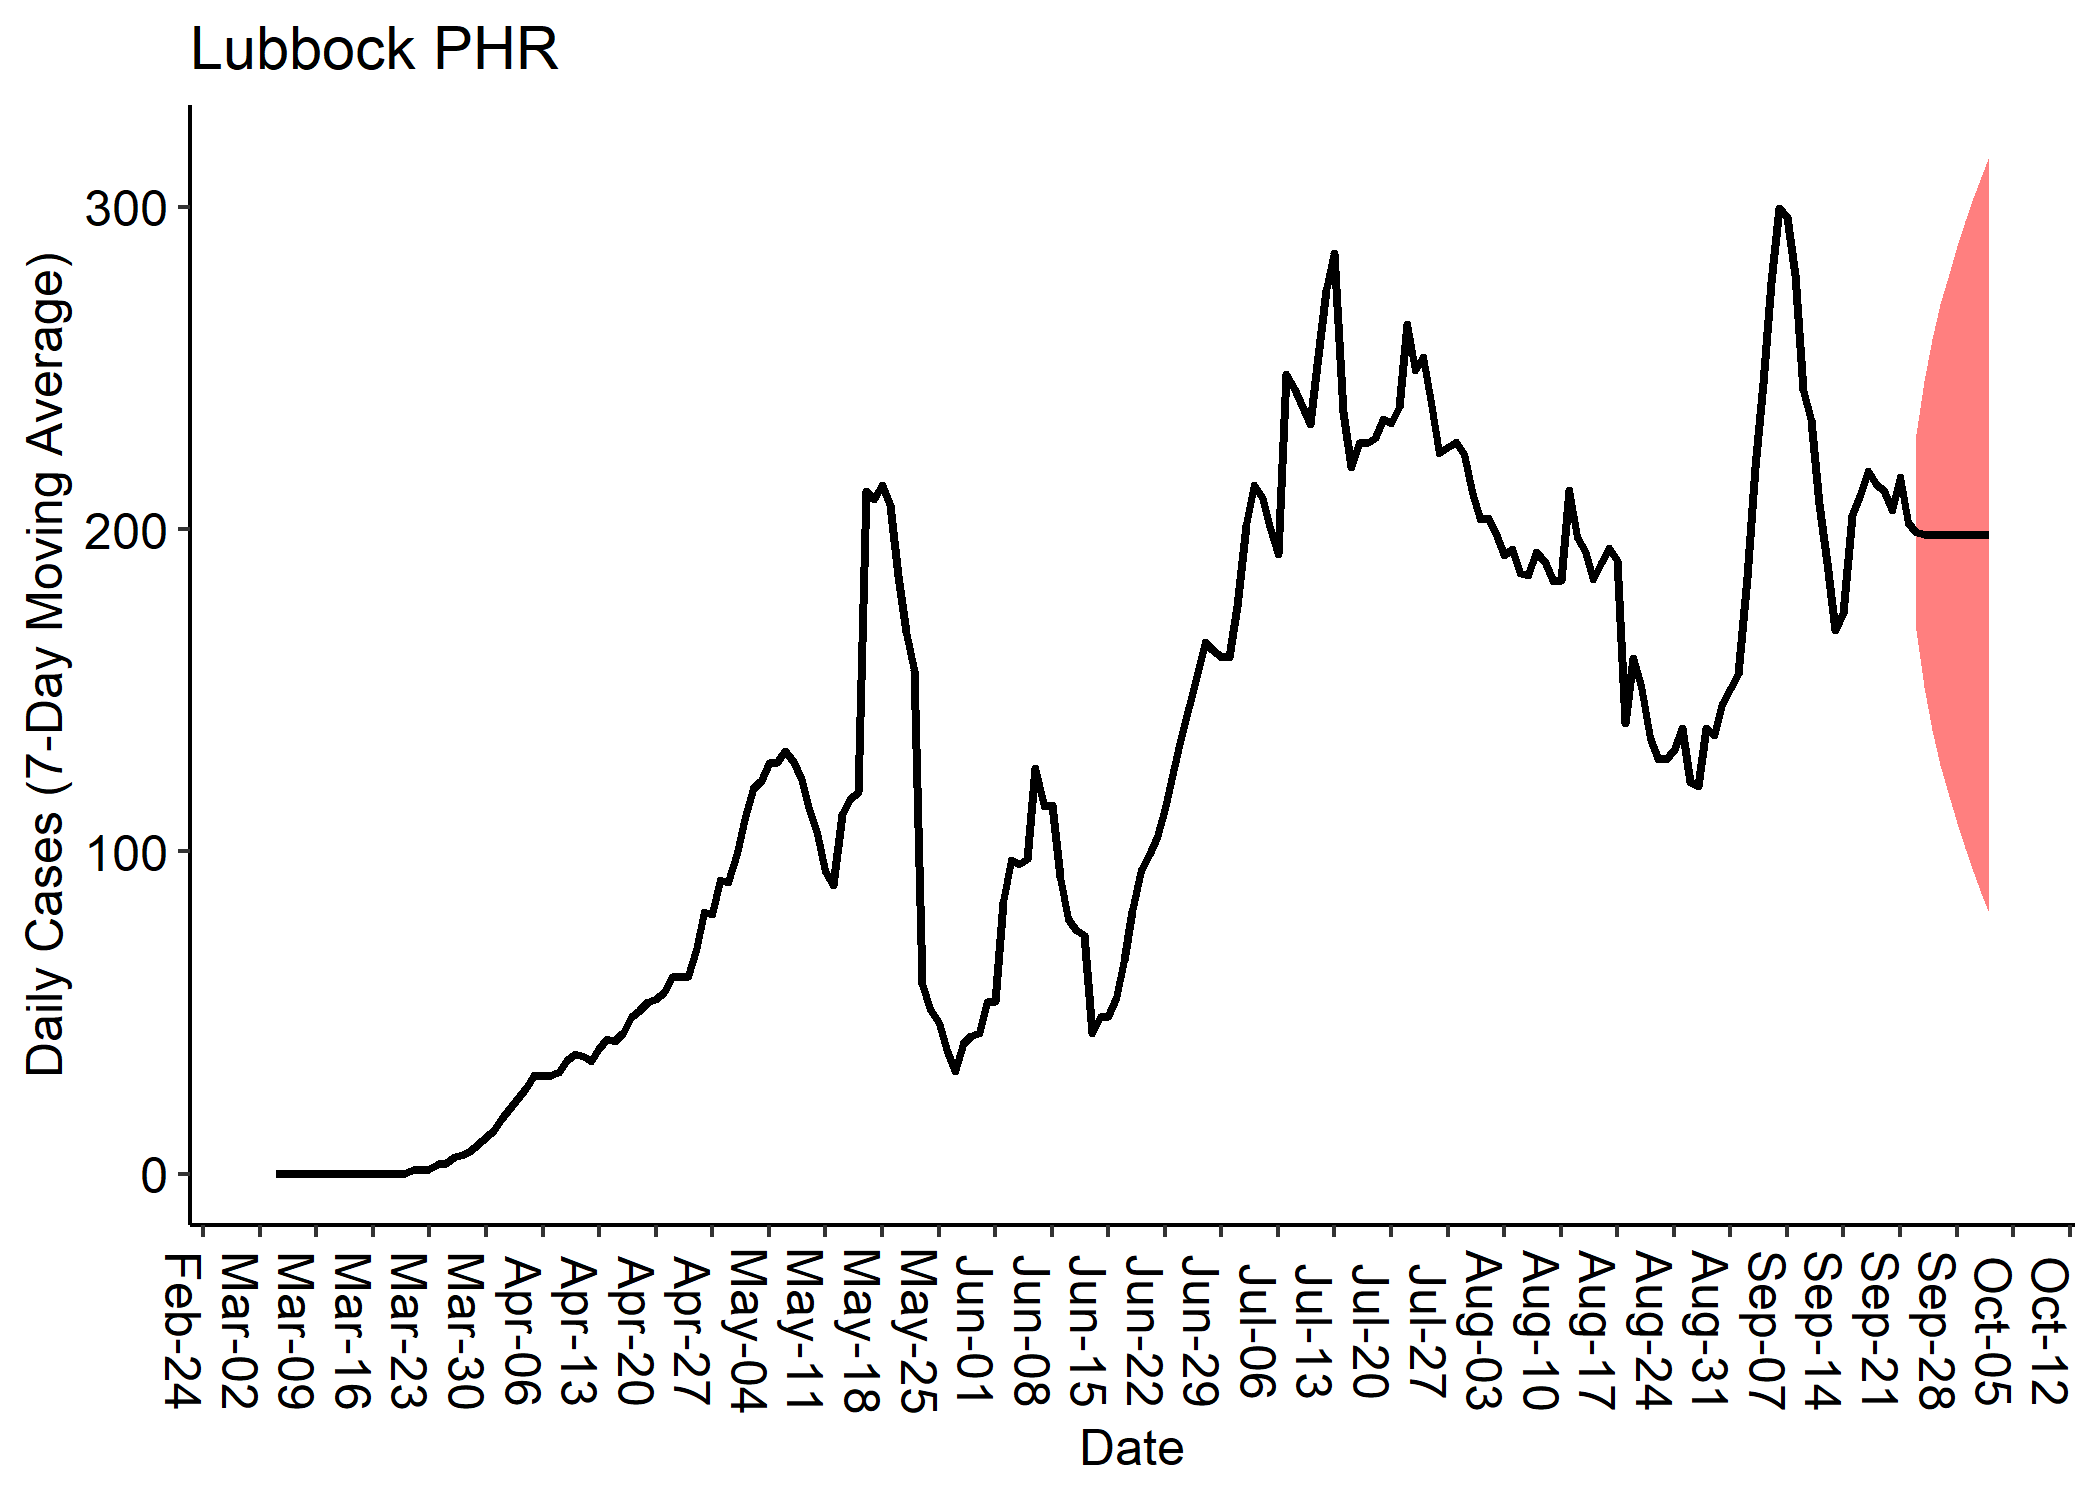 Lubbock PHR
Daily Cases (7-Day Moving Average)
300
200
100
0
Feb-24
Mar-02
Mar-09
Mar-16
Mar-23
Mar-30
Apr-06
Apr-13
Apr-20
Apr-27
May-04
May-11
May-18
May-25
Jun-01
Jun-08
Jun-15
Jun-22
Jun-29
Jul-06
Jul-13
Jul-20
Jul-27
Aug-03
Aug-10
Aug-17
Aug-24
Aug-31
Sep-07
Sep-14
Sep-21
Sep-28
Oct-05
Oct-12
Date